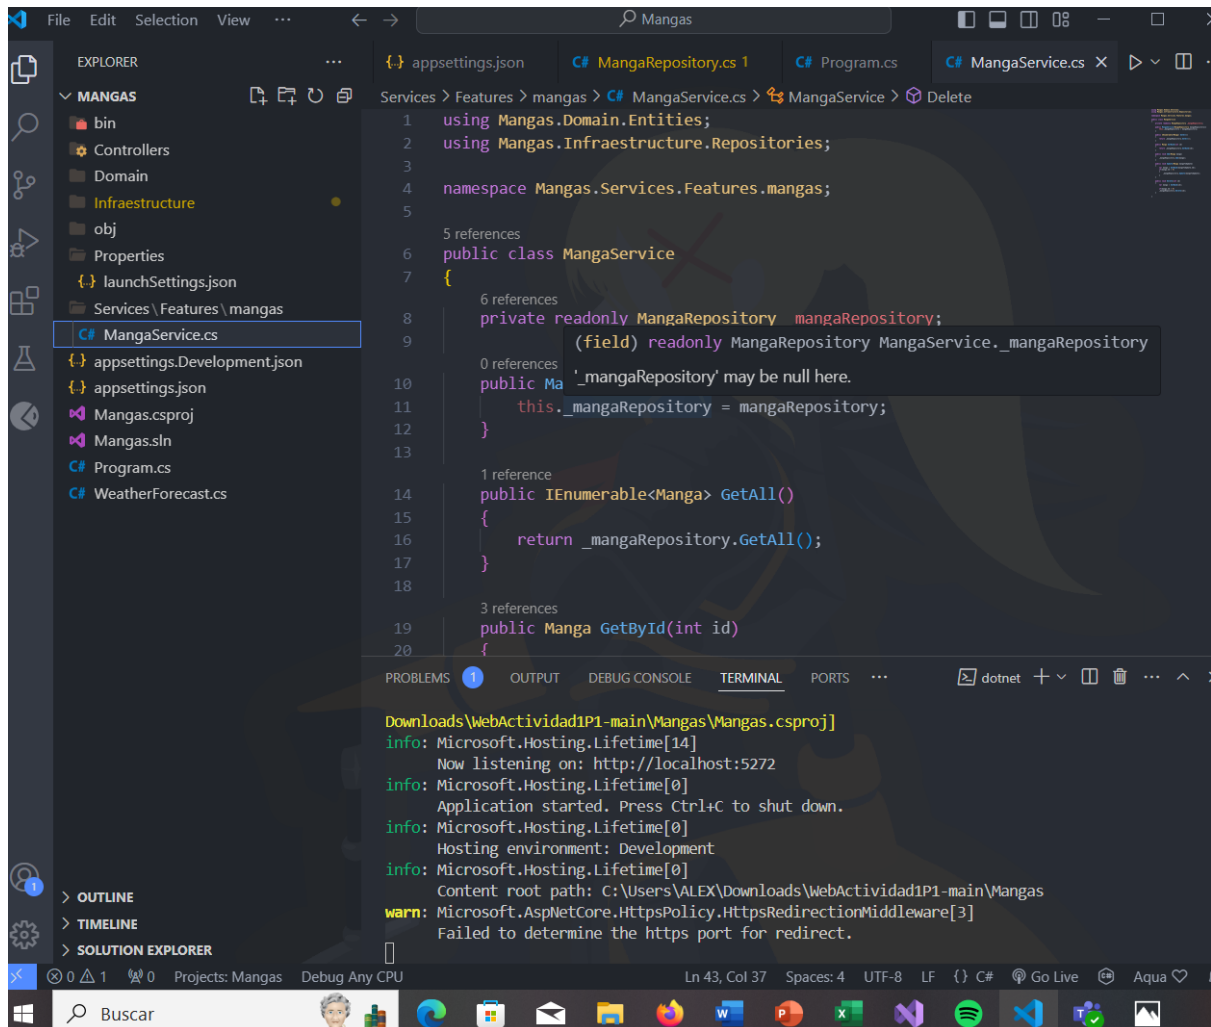 File Edit Selection View ··· Mangas
EXPLORER ···
MANGAS
bin
Controllers
Domain
Infraestructure
obj
Properties
{..} launchSettings.json
Services\Features\mangas
C# MangaService.cs
{..} appsettings.Development.json
{..} appsettings.json
Mangas.csproj
Mangas.sln
C# Program.cs
C# WeatherForecast.cs
OUTLINE
TIMELINE
SOLUTION EXPLORER
{..} appsettings.json C# MangaRepository.cs 1 C# Program.cs C# MangaService.cs
Services > Features > mangas > C# MangaService.cs > MangaService > Delete
1 using Mangas.Domain.Entities;
2 using Mangas.Infraestructure.Repositories;
3
4 namespace Mangas.Services.Features.mangas;
5
5 references
6 public class MangaService
7 {
6 references
8 private readonly MangaRepository _mangaRepository;
9 (field) readonly MangaRepository MangaService._mangaRepository
0 references
'_mangaRepository' may be null here.
10 public Ma
11 this._mangaRepository = mangaRepository;
12 }
13
1 reference
14 public IEnumerable<Manga> GetAll()
15 {
16 return _mangaRepository.GetAll();
17 }
18
3 references
19 public Manga GetById(int id)
20 {
PROBLEMS 1 OUTPUT DEBUG CONSOLE TERMINAL PORTS ··· dotnet
Downloads\WebActividad1P1-main\Mangas\Mangas.csproj]
info: Microsoft.Hosting.Lifetime[14]
Now listening on: http://localhost:5272
info: Microsoft.Hosting.Lifetime[0]
Application started. Press Ctrl+C to shut down.
info: Microsoft.Hosting.Lifetime[0]
Hosting environment: Development
info: Microsoft.Hosting.Lifetime[0]
Content root path: C:\Users\ALEX\Downloads\WebActividad1P1-main\Mangas
warn: Microsoft.AspNetCore.HttpsPolicy.HttpsRedirectionMiddleware[3]
Failed to determine the https port for redirect.
1
0 1 0 Projects: Mangas Debug Any CPU Ln 43, Col 37 Spaces: 4 UTF-8 LF {} C# Go Live Aqua
Buscar